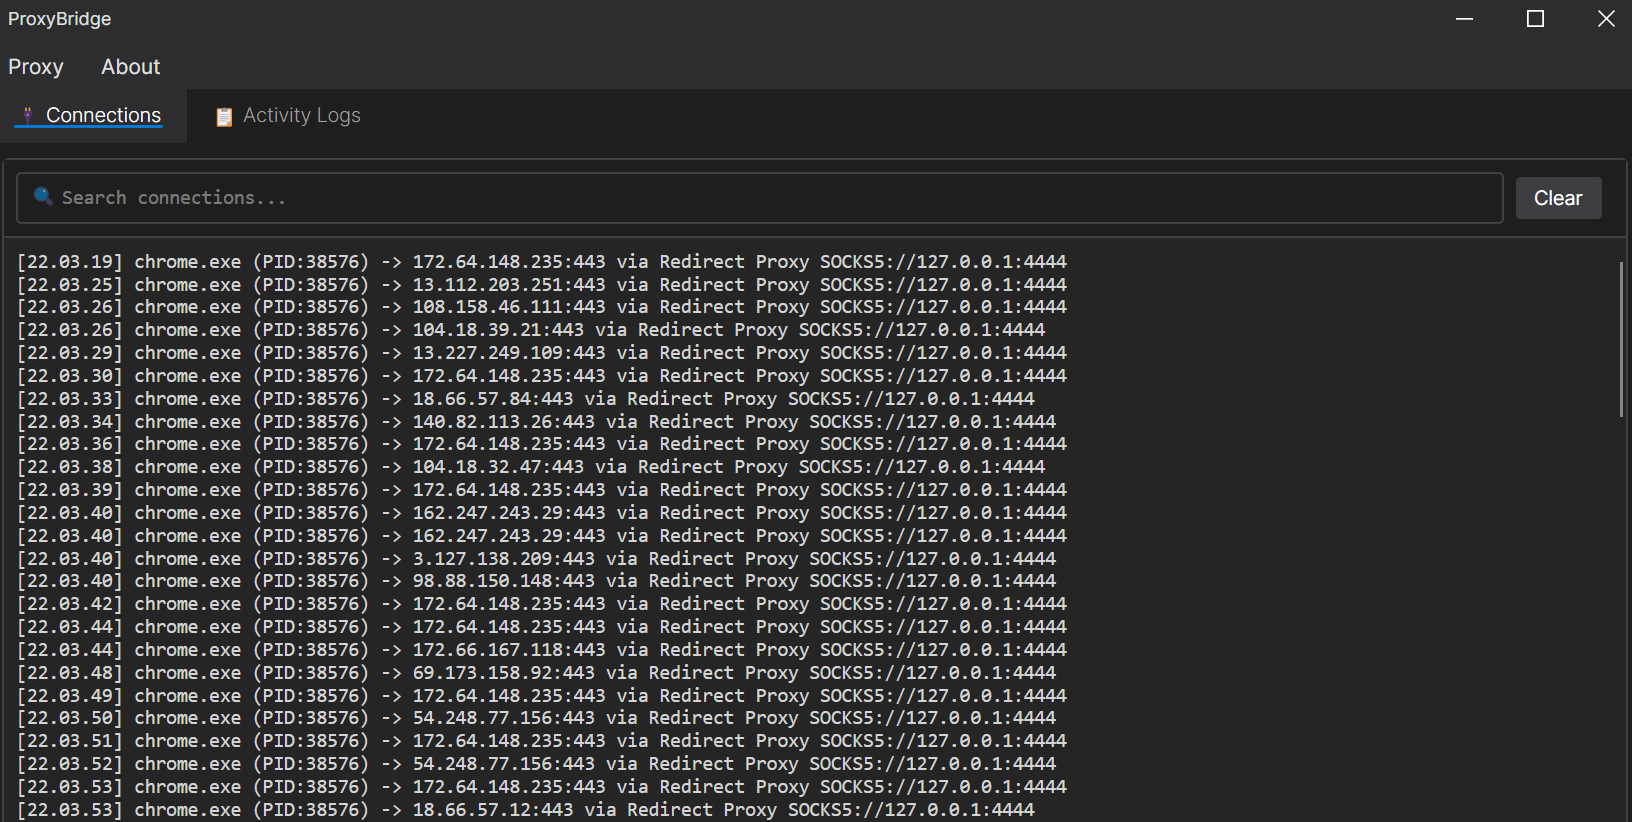 ProxyBridge
Proxy About
Connections Activity Logs
Search connections...
Clear
[22.03.19] chrome.exe (PID:38576) -> 172.64.148.235:443 via Redirect Proxy SOCKS5://127.0.0.1:4444
[22.03.25] chrome.exe (PID:38576) -> 13.112.203.251:443 via Redirect Proxy SOCKS5://127.0.0.1:4444
[22.03.26] chrome.exe (PID:38576) -> 108.158.46.111:443 via Redirect Proxy SOCKS5://127.0.0.1:4444
[22.03.26] chrome.exe (PID:38576) -> 104.18.39.21:443 via Redirect Proxy SOCKS5://127.0.0.1:4444
[22.03.29] chrome.exe (PID:38576) -> 13.227.249.109:443 via Redirect Proxy SOCKS5://127.0.0.1:4444
[22.03.30] chrome.exe (PID:38576) -> 172.64.148.235:443 via Redirect Proxy SOCKS5://127.0.0.1:4444
[22.03.33] chrome.exe (PID:38576) -> 18.66.57.84:443 via Redirect Proxy SOCKS5://127.0.0.1:4444
[22.03.34] chrome.exe (PID:38576) -> 140.82.113.26:443 via Redirect Proxy SOCKS5://127.0.0.1:4444
[22.03.36] chrome.exe (PID:38576) -> 172.64.148.235:443 via Redirect Proxy SOCKS5://127.0.0.1:4444
[22.03.38] chrome.exe (PID:38576) -> 104.18.32.47:443 via Redirect Proxy SOCKS5://127.0.0.1:4444
[22.03.39] chrome.exe (PID:38576) -> 172.64.148.235:443 via Redirect Proxy SOCKS5://127.0.0.1:4444
[22.03.40] chrome.exe (PID:38576) -> 162.247.243.29:443 via Redirect Proxy SOCKS5://127.0.0.1:4444
[22.03.40] chrome.exe (PID:38576) -> 162.247.243.29:443 via Redirect Proxy SOCKS5://127.0.0.1:4444
[22.03.40] chrome.exe (PID:38576) -> 3.127.138.209:443 via Redirect Proxy SOCKS5://127.0.0.1:4444
[22.03.40] chrome.exe (PID:38576) -> 98.88.150.148:443 via Redirect Proxy SOCKS5://127.0.0.1:4444
[22.03.42] chrome.exe (PID:38576) -> 172.64.148.235:443 via Redirect Proxy SOCKS5://127.0.0.1:4444
[22.03.44] chrome.exe (PID:38576) -> 172.64.148.235:443 via Redirect Proxy SOCKS5://127.0.0.1:4444
[22.03.44] chrome.exe (PID:38576) -> 172.66.167.118:443 via Redirect Proxy SOCKS5://127.0.0.1:4444
[22.03.48] chrome.exe (PID:38576) -> 69.173.158.92:443 via Redirect Proxy SOCKS5://127.0.0.1:4444
[22.03.49] chrome.exe (PID:38576) -> 172.64.148.235:443 via Redirect Proxy SOCKS5://127.0.0.1:4444
[22.03.50] chrome.exe (PID:38576) -> 54.248.77.156:443 via Redirect Proxy SOCKS5://127.0.0.1:4444
[22.03.51] chrome.exe (PID:38576) -> 172.64.148.235:443 via Redirect Proxy SOCKS5://127.0.0.1:4444
[22.03.52] chrome.exe (PID:38576) -> 54.248.77.156:443 via Redirect Proxy SOCKS5://127.0.0.1:4444
[22.03.53] chrome.exe (PID:38576) -> 172.64.148.235:443 via Redirect Proxy SOCKS5://127.0.0.1:4444
[22.03.53] chrome.exe (PID:38576) -> 18.66.57.12:443 via Redirect Proxy SOCKS5://127.0.0.1:4444